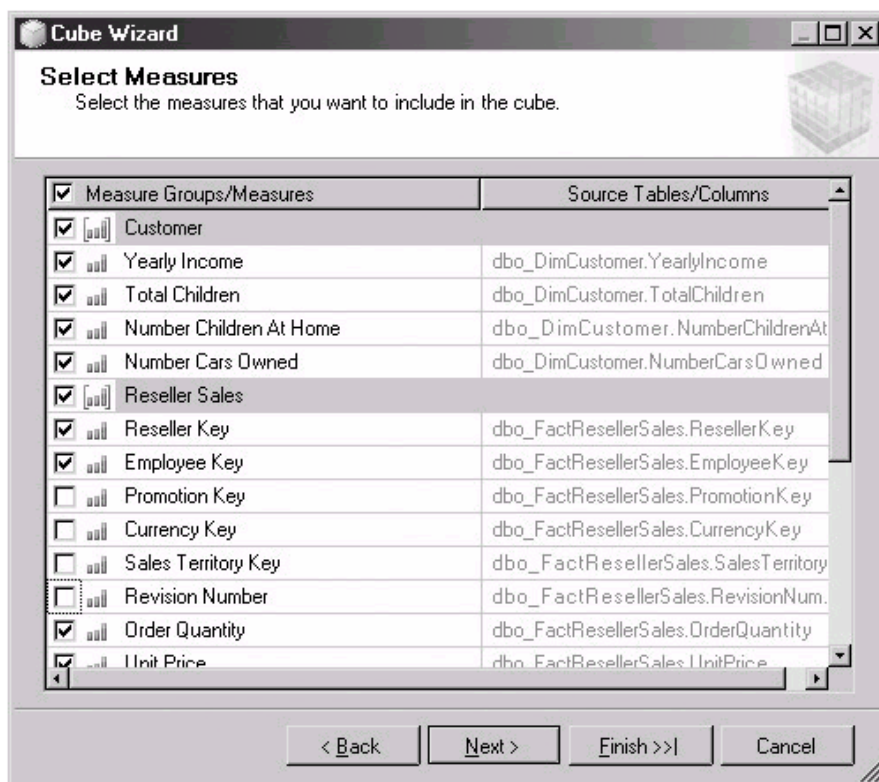 Cube Wizard
Select Measures
Select the measures that you want to include in the cube.
Measure Groups/Measures Source Tables/Columns
Customer
Yearly Income dbo_DimCustomer.YearlyIncome
Total Children dbo_DimCustomer.TotalChildren
Number Children At Home dbo_DimCustomer.NumberChildrenAt
Number Cars Owned dbo_DimCustomer.NumberCarsOwned
Reseller Sales
Reseller Key dbo_FactResellerSales.ResellerKey
Employee Key dbo_FactResellerSales.EmployeeKey
Promotion Key dbo_FactResellerSales.PromotionKey
Currency Key dbo_FactResellerSales.CurrencyKey
Sales Territory Key dbo_FactResellerSales.SalesTerritory
Revision Number dbo_FactResellerSales.RevisionNum.
Order Quantity dbo_FactResellerSales.OrderQuantity
Unit Price dbo_FactResellerSales.UnitPrice
< Back Next > Finish >>| Cancel